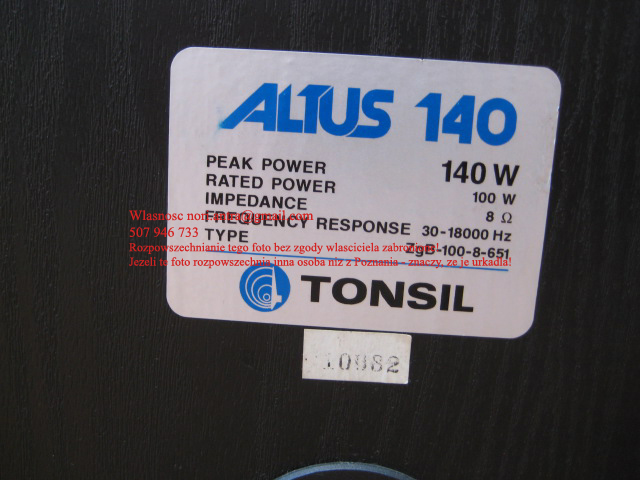 ALTUS 140
PEAK POWER 140 W
RATED POWER 100 W
IMPEDANCE 8 Ω
FREQUENCY RESPONSE 30-18000 Hz
TYPE ZgB-100-8-651
TONSIL
10982
Wlasnosc
507 946 733
Rozpowszechnianie tego foto bez zgody wlasciciela zabronione!
Jezeli te foto rozpowszechnia inna osoba niz z Poznania - znaczy, ze je urkadla!